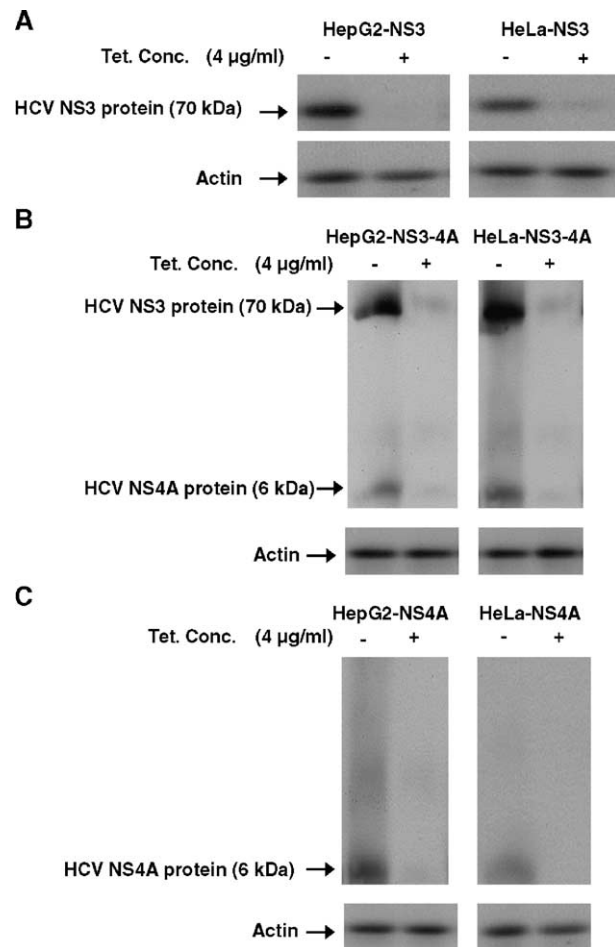 A
HepG2-NS3 HeLa-NS3
Tet. Conc. (4 µg/ml) - + - +
HCV NS3 protein (70 kDa)
Actin
B
HepG2-NS3-4A HeLa-NS3-4A
Tet. Conc. (4 µg/ml) - + - +
HCV NS3 protein (70 kDa)
HCV NS4A protein (6 kDa)
Actin
C
HepG2-NS4A HeLa-NS4A
Tet. Conc. (4 µg/ml) - + - +
HCV NS4A protein (6 kDa)
Actin